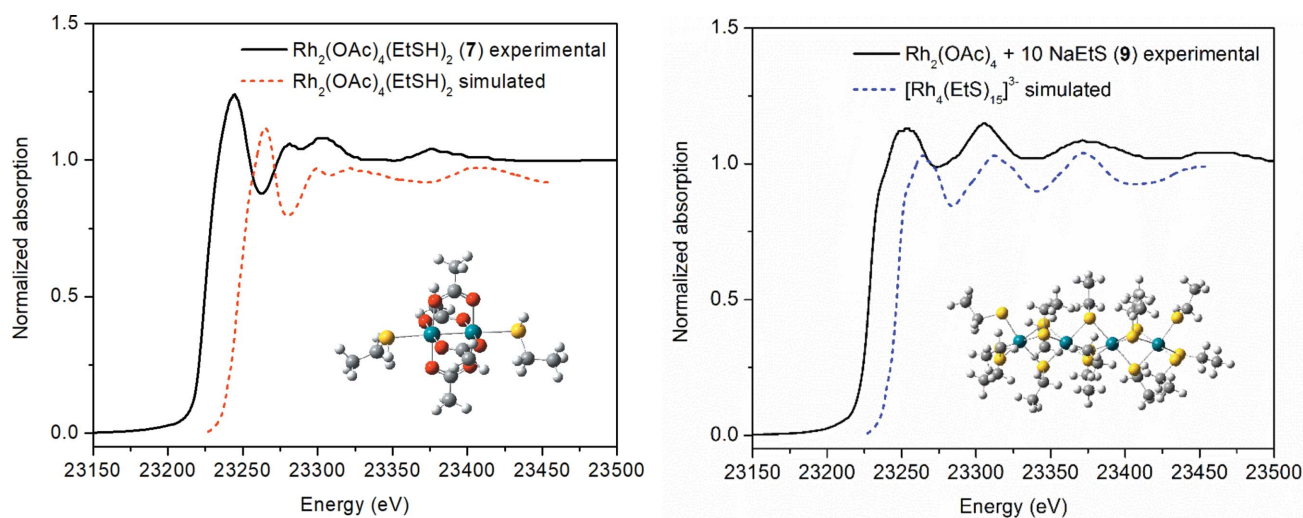 1.5
1.0
0.5
0.0
Normalized absorption
Rh₂(OAc)₄(EtSH)₂ (7) experimental
Rh₂(OAc)₄(EtSH)₂ simulated
23150 23200 23250 23300 23350 23400 23450 23500
Energy (eV)
1.5
1.0
0.5
0.0
Normalized absorption
Rh₂(OAc)₄ + 10 NaEtS (9) experimental
[Rh₄(EtS)₁₅]³⁻ simulated
23150 23200 23250 23300 23350 23400 23450 23500
Energy (eV)